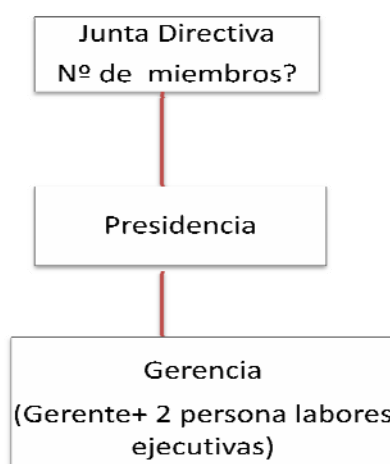 Junta Directiva
Nº de miembros?
Presidencia
Gerencia
(Gerente+ 2 persona labores
ejecutivas)